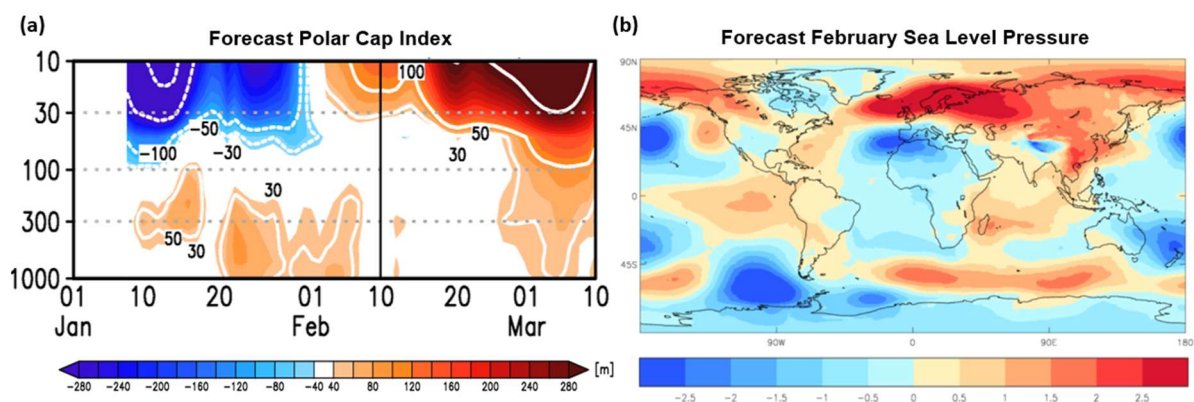 (a)
Forecast Polar Cap Index
10
30
100
300
1000
-100
-50
-30
50
30
30
100
50
30
01 10 20 01 10 20 01 10
Jan Feb Mar
-280 -240 -200 -160 -120 -80 -40 40 80 120 160 200 240 280 [m]
(b)
Forecast February Sea Level Pressure
90N
45N
0
45S
90W 0 90E 180
-2.5 -2 -1 -0.5 0 0.5 1 1.5 2 2.5